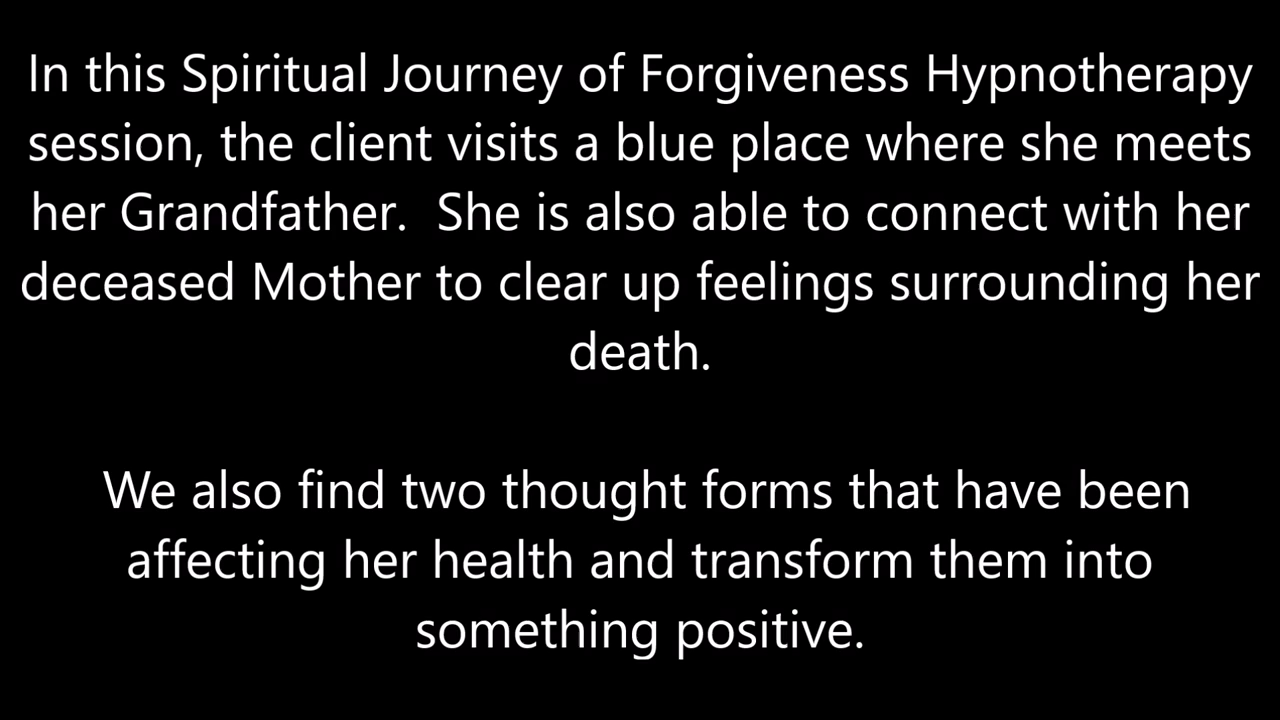 In this Spiritual Journey of Forgiveness Hypnotherapy
session, the client visits a blue place where she meets
her Grandfather.  She is also able to connect with her
deceased Mother to clear up feelings surrounding her
death.
We also find two thought forms that have been
affecting her health and transform them into
something positive.